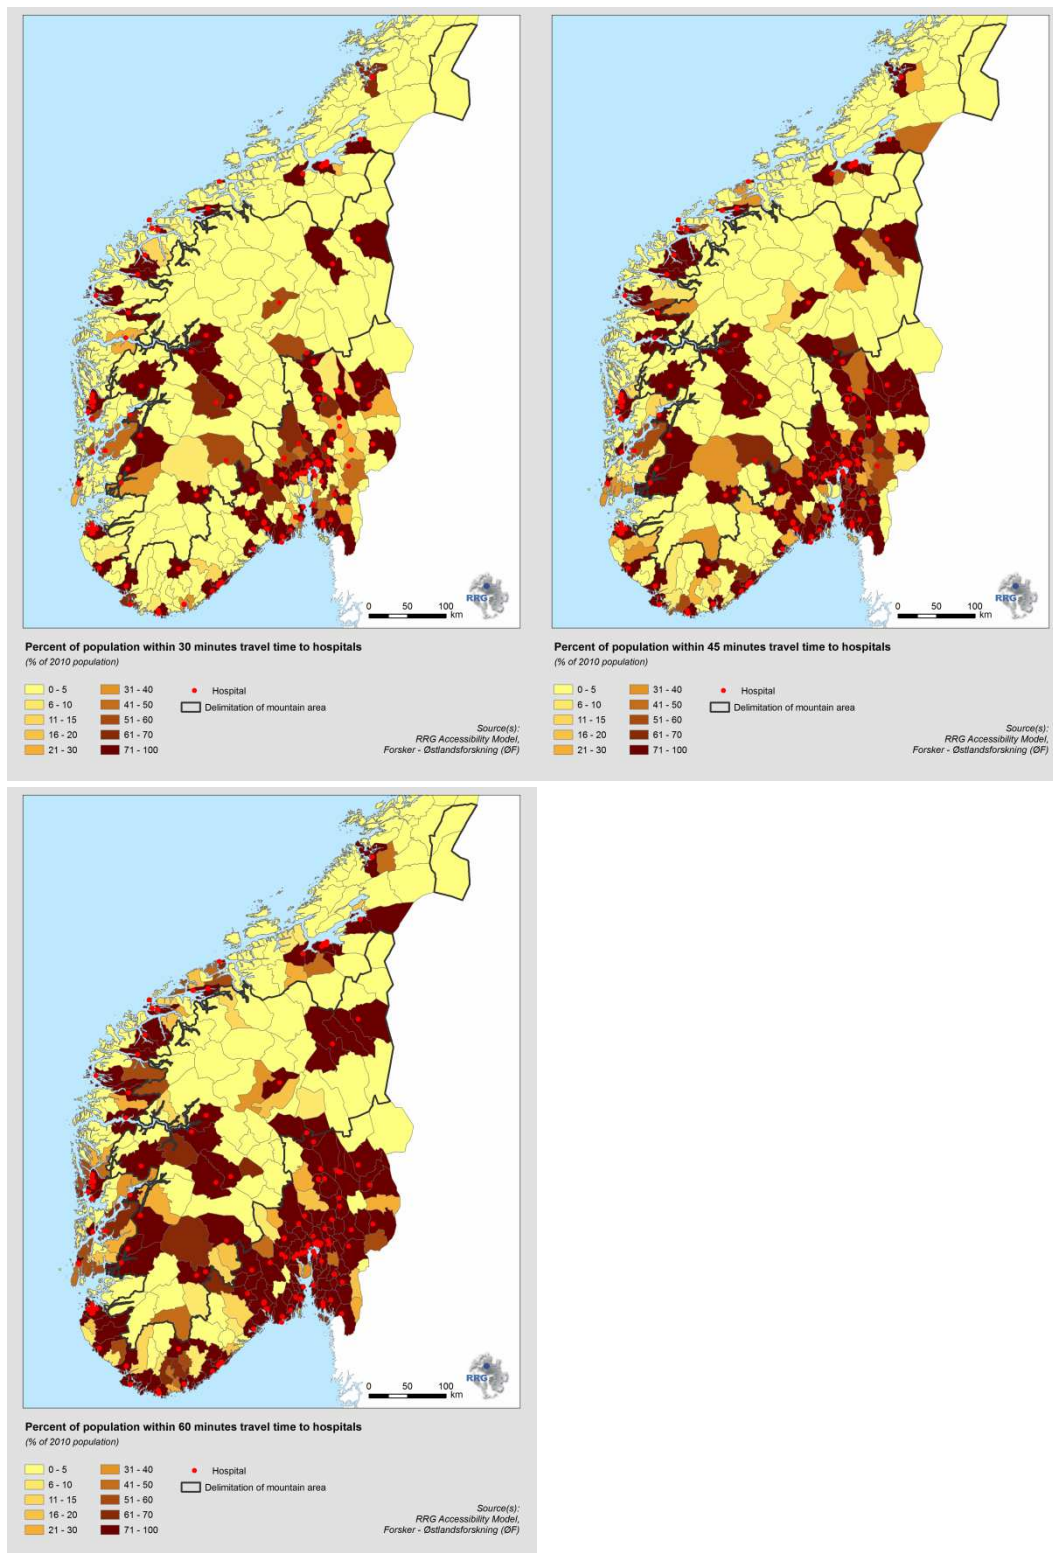 RRG
0 50 100
km
Percent of population within 30 minutes travel time to hospitals
(% of 2010 population)
0 - 5
6 - 10
11 - 15
16 - 20
21 - 30
31 - 40
41 - 50
51 - 60
61 - 70
71 - 100
Hospital
Delimitation of mountain area
Source(s):
RRG Accessibility Model,
Forsker - Østlandsforskning (ØF)
RRG
0 50 100
km
Percent of population within 45 minutes travel time to hospitals
(% of 2010 population)
0 - 5
6 - 10
11 - 15
16 - 20
21 - 30
31 - 40
41 - 50
51 - 60
61 - 70
71 - 100
Hospital
Delimitation of mountain area
Source(s):
RRG Accessibility Model,
Forsker - Østlandsforskning (ØF)
RRG
0 50 100
km
Percent of population within 60 minutes travel time to hospitals
(% of 2010 population)
0 - 5
6 - 10
11 - 15
16 - 20
21 - 30
31 - 40
41 - 50
51 - 60
61 - 70
71 - 100
Hospital
Delimitation of mountain area
Source(s):
RRG Accessibility Model,
Forsker - Østlandsforskning (ØF)